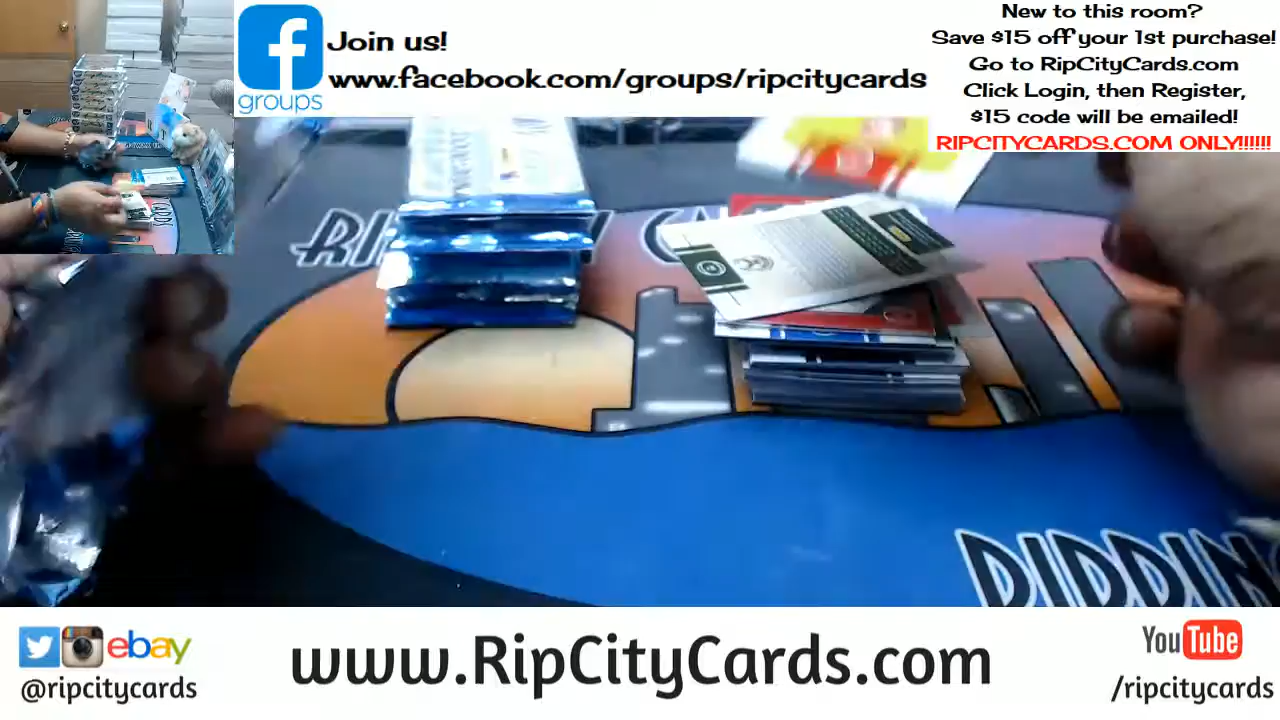 Join us!
www.facebook.com/groups/ripcitycards
groups
New to this room?
Save $15 off your 1st purchase!
Go to RipCityCards.com
Click Login, then Register,
$15 code will be emailed!
RIPCITYCARDS.COM ONLY!!!!!!
ebay
@ripcitycards
www.RipCityCards.com
YouTube
/ripcitycards